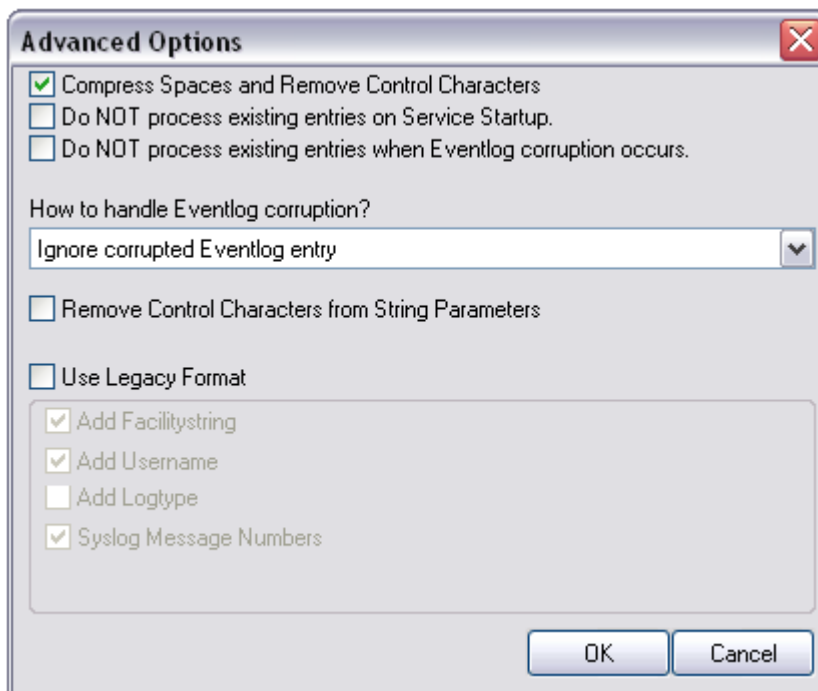 Advanced Options
Compress Spaces and Remove Control Characters
Do NOT process existing entries on Service Startup.
Do NOT process existing entries when Eventlog corruption occurs.
How to handle Eventlog corruption?
Ignore corrupted Eventlog entry
Remove Control Characters from String Parameters
Use Legacy Format
Add Facilitystring
Add Username
Add Logtype
Syslog Message Numbers
OK Cancel